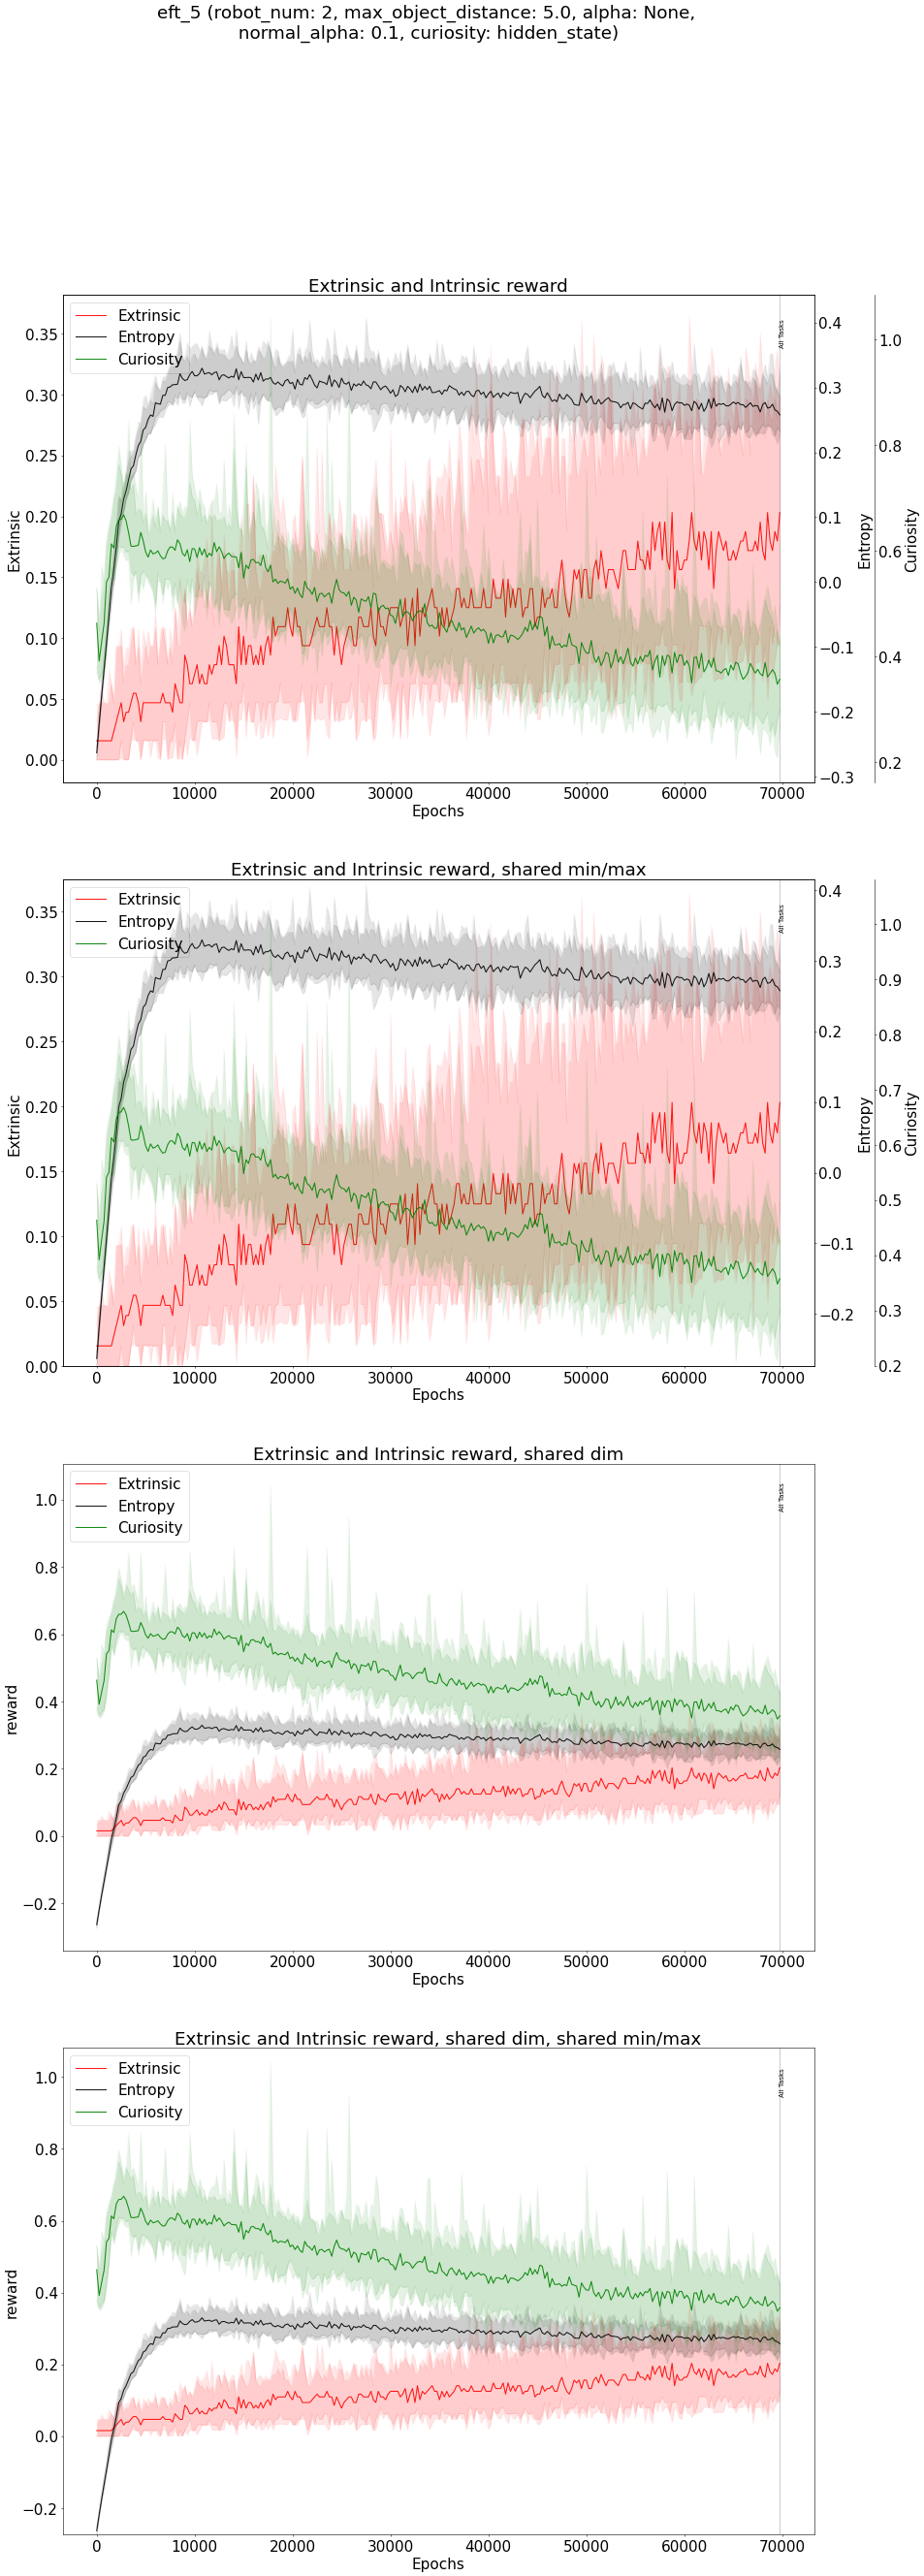 eft_5 (robot_num: 2, max_object_distance: 5.0, alpha: None,
normal_alpha: 0.1, curiosity: hidden_state)
Extrinsic and Intrinsic reward
Extrinsic
Entropy
Curiosity
All Tasks
0.35
0.30
0.25
0.20
0.15
0.10
0.05
0.00
Extrinsic
0.4
0.3
0.2
0.1
0.0
−0.1
−0.2
−0.3
Entropy
1.0
0.8
0.6
0.4
0.2
Curiosity
0 10000 20000 30000 40000 50000 60000 70000
Epochs
Extrinsic and Intrinsic reward, shared min/max
Extrinsic
Entropy
Curiosity
All Tasks
0.35
0.30
0.25
0.20
0.15
0.10
0.05
0.00
Extrinsic
0.4
0.3
0.2
0.1
0.0
−0.1
−0.2
Entropy
1.0
0.9
0.8
0.7
0.6
0.5
0.4
0.3
0.2
Curiosity
0 10000 20000 30000 40000 50000 60000 70000
Epochs
Extrinsic and Intrinsic reward, shared dim
Extrinsic
Entropy
Curiosity
All Tasks
1.0
0.8
0.6
0.4
0.2
0.0
−0.2
reward
0 10000 20000 30000 40000 50000 60000 70000
Epochs
Extrinsic and Intrinsic reward, shared dim, shared min/max
Extrinsic
Entropy
Curiosity
All Tasks
1.0
0.8
0.6
0.4
0.2
0.0
−0.2
reward
0 10000 20000 30000 40000 50000 60000 70000
Epochs